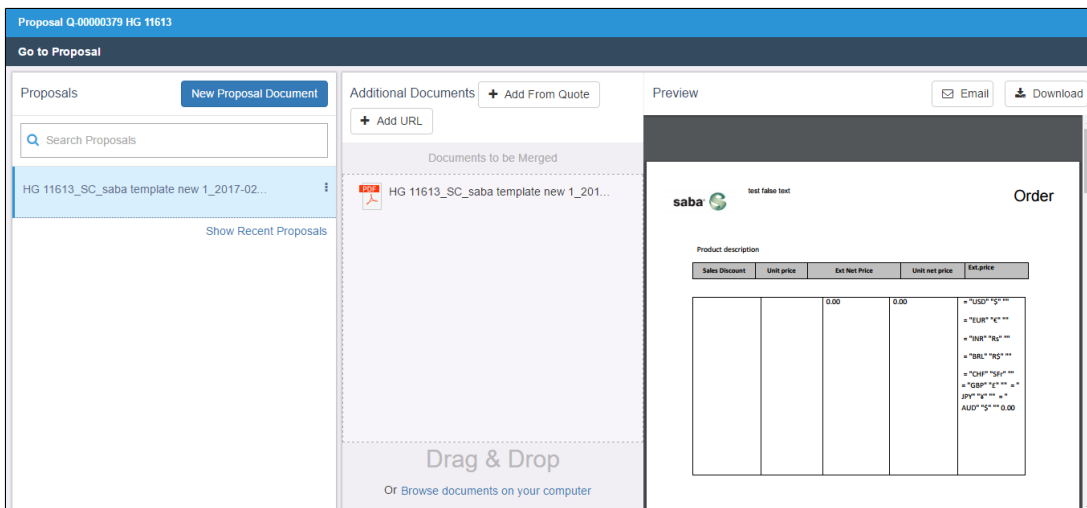 Proposal Q-00000379 HG 11613
Go to Proposal
Proposals
New Proposal Document
Search Proposals
HG 11613_SC_saba template new 1_2017-02...
Show Recent Proposals
Additional Documents
+ Add From Quote
+ Add URL
Documents to be Merged
PDF
HG 11613_SC_saba template new 1_201...
Drag & Drop
Or Browse documents on your computer
Preview
Email
Download
saba
test false text
Order
Product description
Sales Discount Unit price Ext Net Price Unit net price Ext.price
0.00 0.00 = "USD" "$" ""
= "EUR" "€" ""
= "INR" "Rs" ""
= "BRL" "R$" ""
= "CHF" "SFr" ""
= "GBP" "£" "" = "
JPY" "¥" "" = "
AUD" "$" "" 0.00